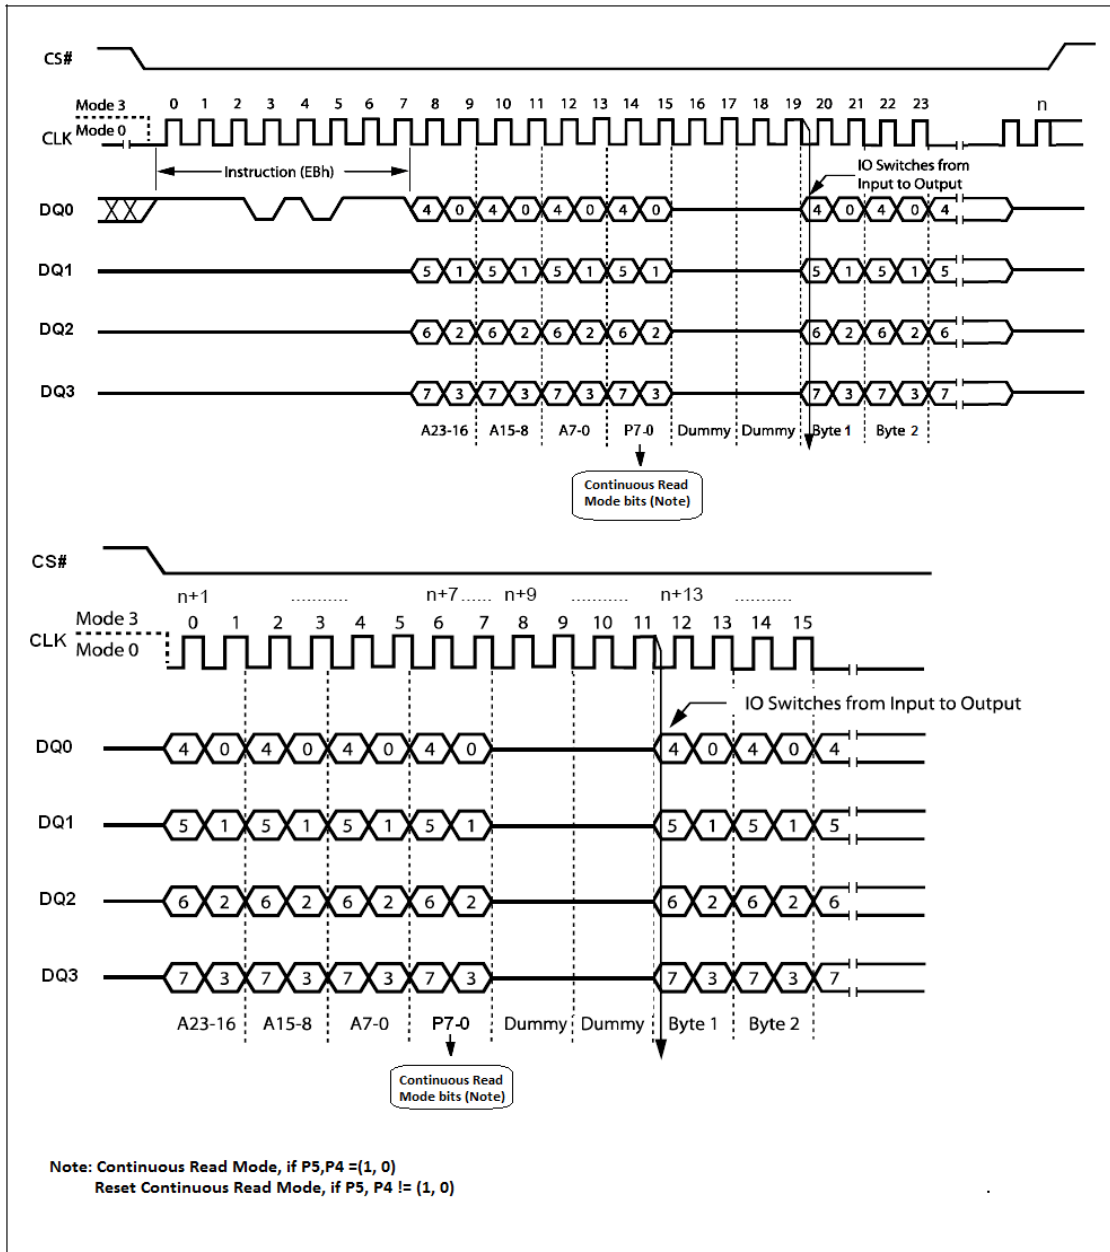 CS#
Mode 3
0 1 2 3 4 5 6 7 8 9 10 11 12 13 14 15 16 17 18 19 20 21 22 23 n
CLK
Mode 0
Instruction (EBh)
IO Switches from
Input to Output
DQ0
4 0 4 0 4 0 4 0 4 0 4 0 4
DQ1
5 1 5 1 5 1 5 1 5 1 5 1 5
DQ2
6 2 6 2 6 2 6 2 6 2 6 2 6
DQ3
7 3 7 3 7 3 7 3 7 3 7 3 7
A23-16 A15-8 A7-0 P7-0 Dummy Dummy Byte 1 Byte 2
Continuous Read
Mode bits (Note)
CS#
n+1 ........... n+7 ...... n+9 ........... n+13 ...........
Mode 3
0 1 2 3 4 5 6 7 8 9 10 11 12 13 14 15
CLK
Mode 0
IO Switches from Input to Output
DQ0
4 0 4 0 4 0 4 0 4 0 4 0 4
DQ1
5 1 5 1 5 1 5 1 5 1 5 1 5
DQ2
6 2 6 2 6 2 6 2 6 2 6 2 6
DQ3
7 3 7 3 7 3 7 3 7 3 7 3 7
A23-16 A15-8 A7-0 P7-0 Dummy Dummy Byte 1 Byte 2
Continuous Read
Mode bits (Note)
Note: Continuous Read Mode, if P5,P4 =(1, 0)
Reset Continuous Read Mode, if P5, P4 != (1, 0)
.